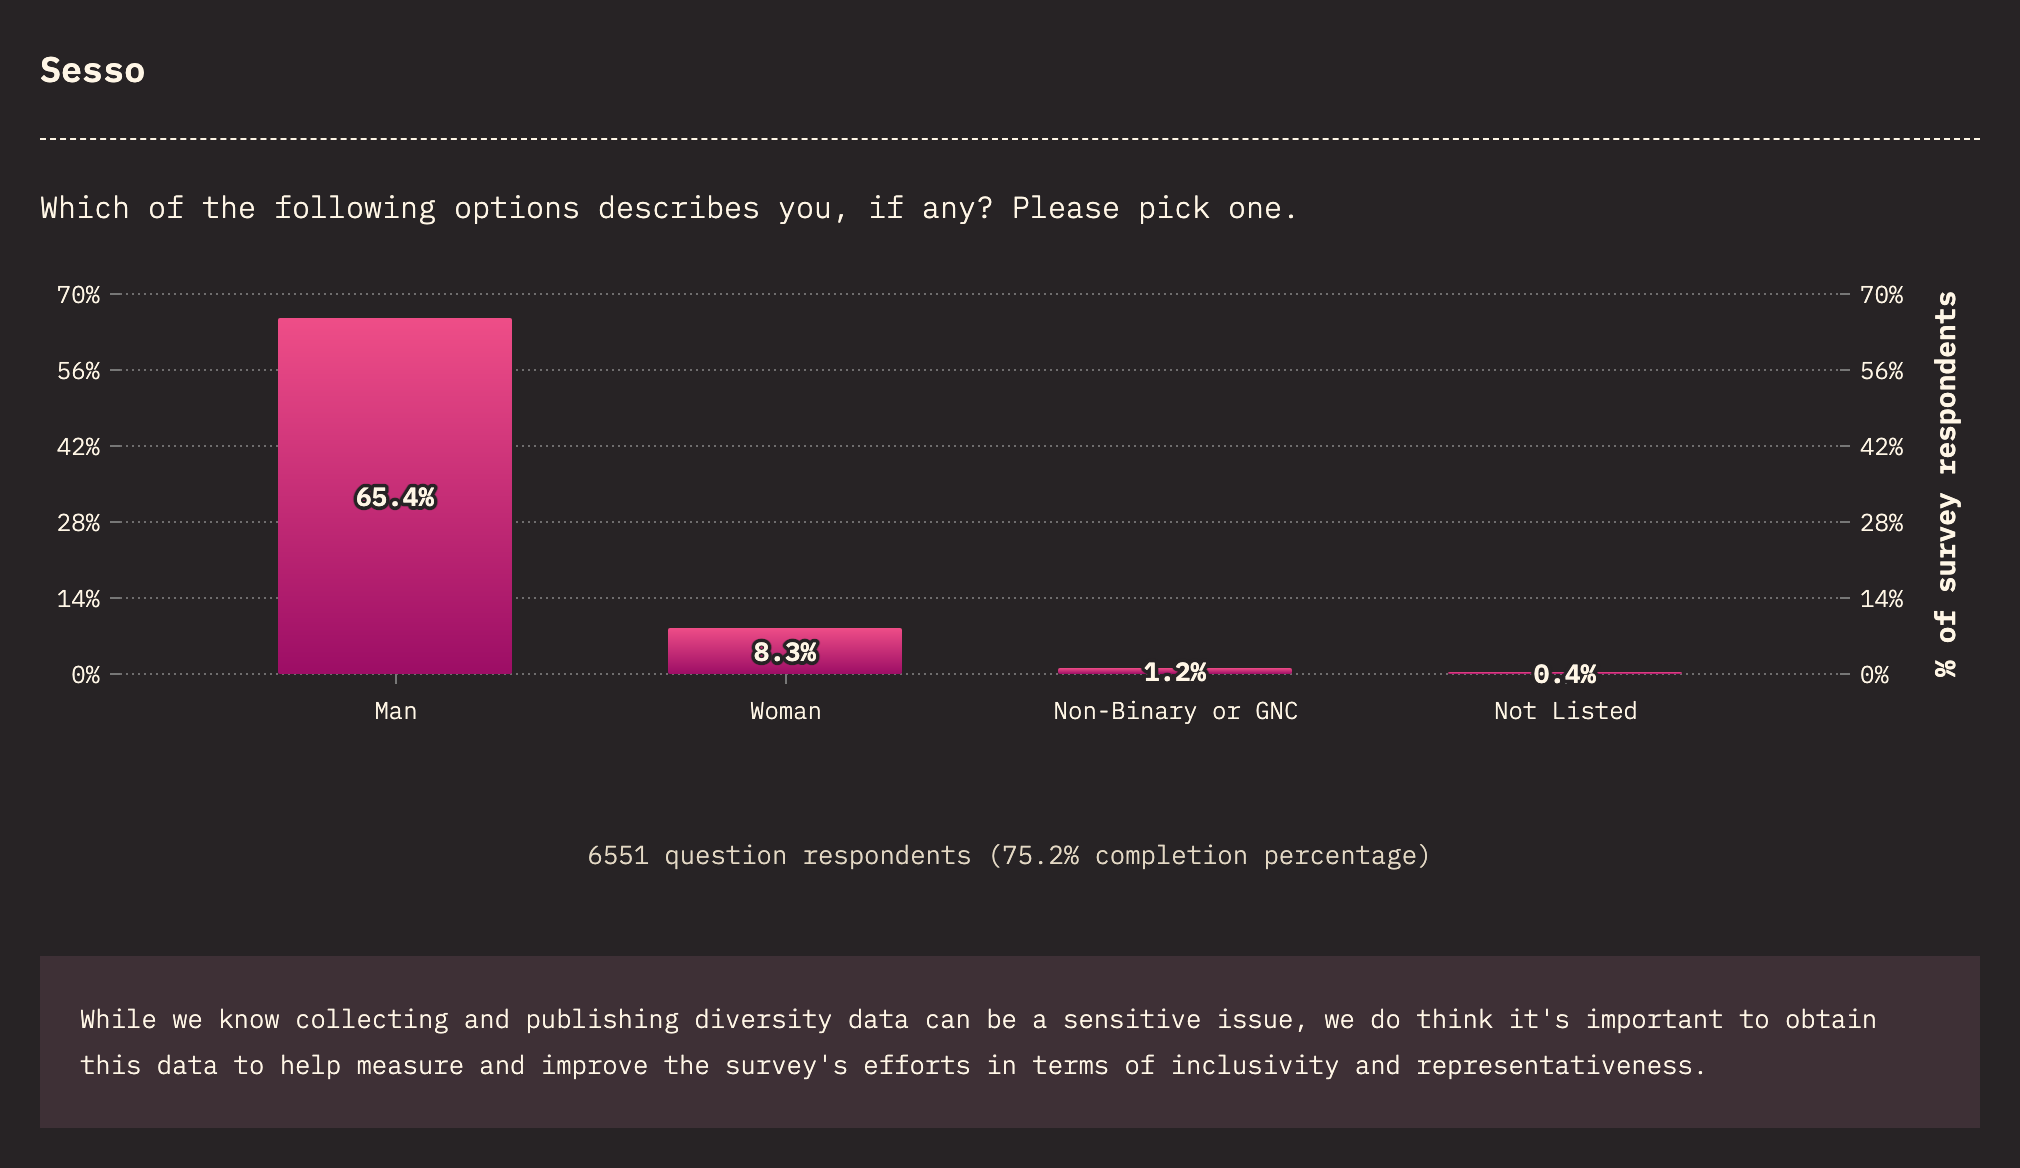 Sesso
Which of the following options describes you, if any? Please pick one.
70%
56%
42%
28%
14%
0%
65.4%
8.3%
1.2%
0.4%
Man
Woman
Non-Binary or GNC
Not Listed
70%
56%
42%
28%
14%
0%
% of survey respondents
6551 question respondents (75.2% completion percentage)
While we know collecting and publishing diversity data can be a sensitive issue, we do think it's important to obtain
this data to help measure and improve the survey's efforts in terms of inclusivity and representativeness.